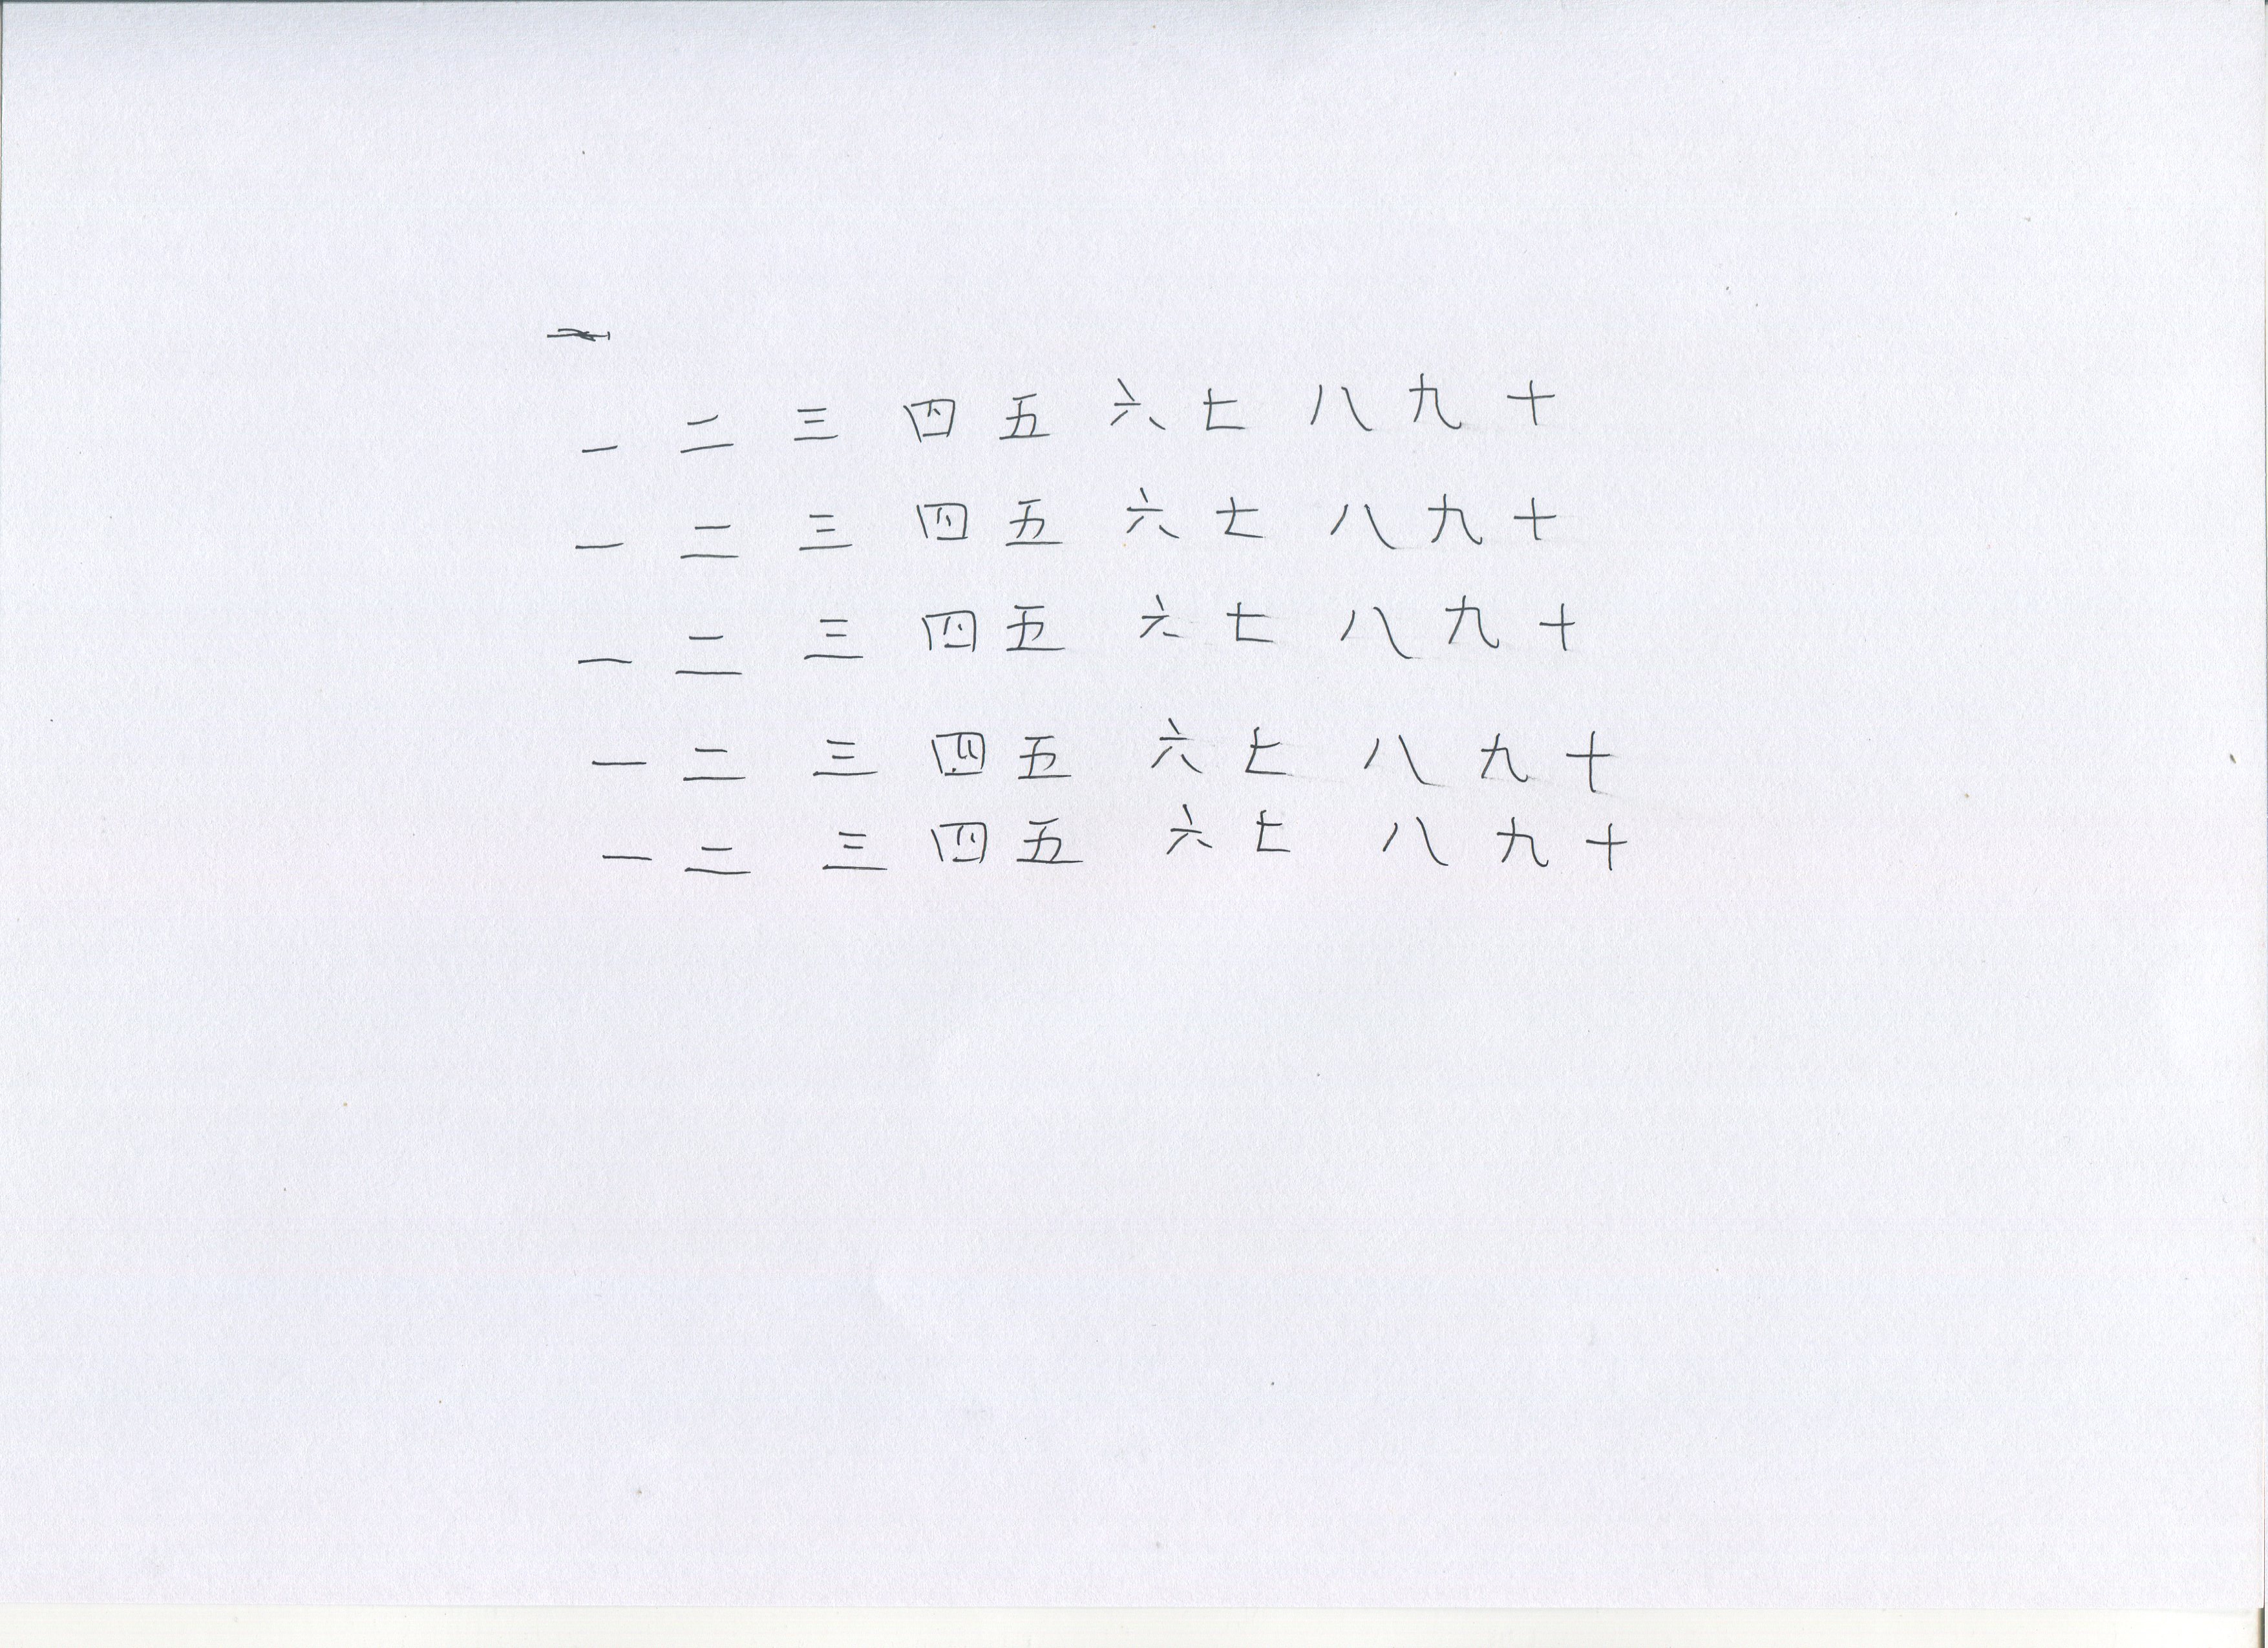 一 二 三 四 五 六 七 八 九 十
一 二 三 四 五 六 七 八 九 十
一 二 三 四 五 六 七 八 九 十
一 二 三 四 五 六 七 八 九 十
一 二 三 四 五 六 七 八 九 十